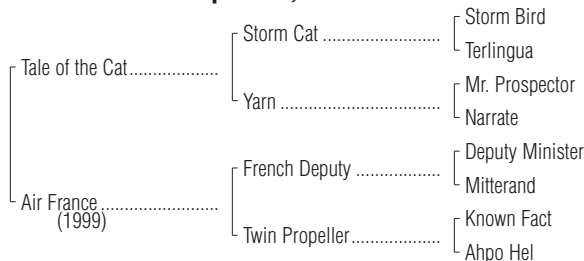 Storm Bird
Storm Cat ........................
Terlingua
Tale of the Cat..................
Mr. Prospector
Yarn .................................
Narrate
Deputy Minister
French Deputy .................
Mitterand
Air France ........................
(1999)
Known Fact
Twin Propeller..................
Ahpo Hel